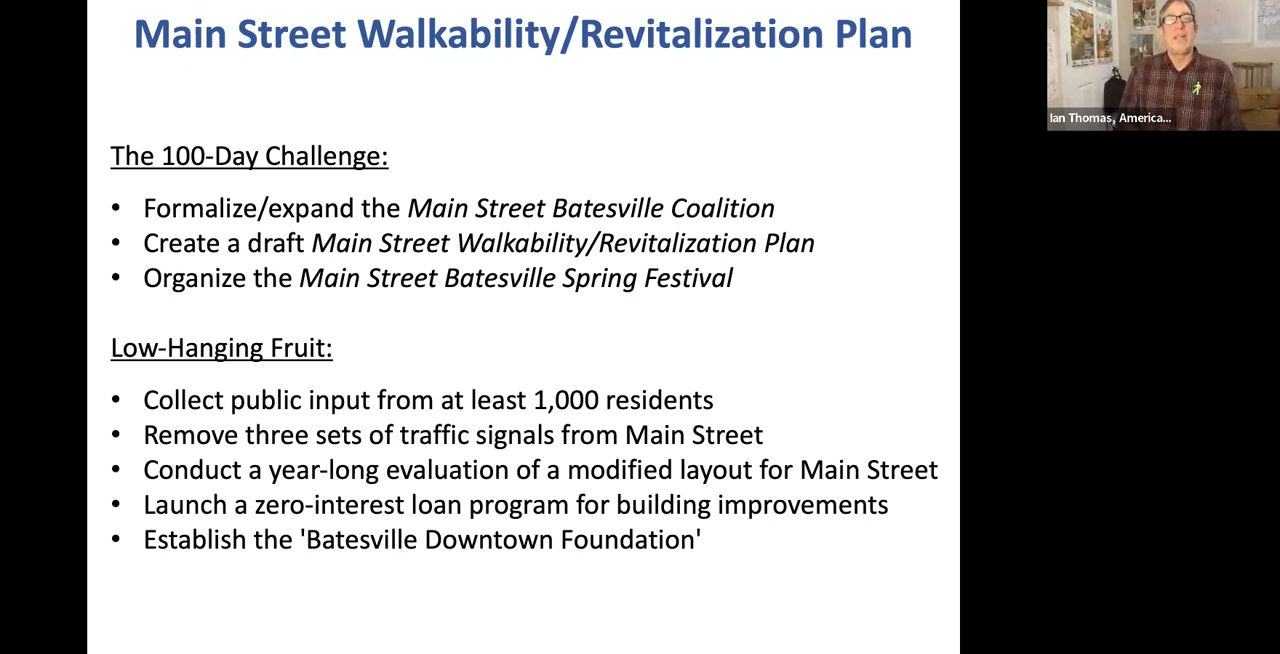 Main Street Walkability/Revitalization Plan
The 100-Day Challenge:
• Formalize/expand the Main Street Batesville Coalition
• Create a draft Main Street Walkability/Revitalization Plan
• Organize the Main Street Batesville Spring Festival
Low-Hanging Fruit:
• Collect public input from at least 1,000 residents
• Remove three sets of traffic signals from Main Street
• Conduct a year-long evaluation of a modified layout for Main Street
• Launch a zero-interest loan program for building improvements
• Establish the 'Batesville Downtown Foundation'
Ian Thomas, America...